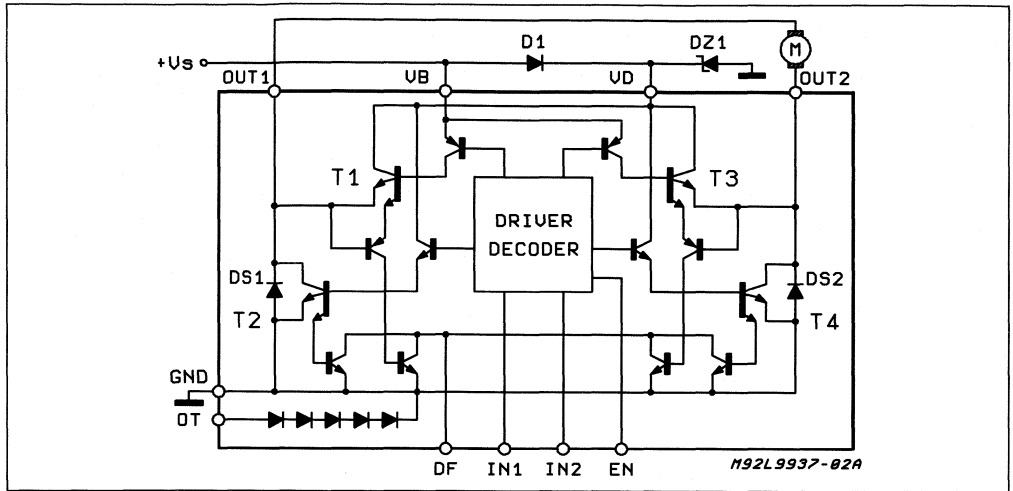 D1
DZ1
M
+Vs
OUT1
VB
VD
OUT2
T1
T3
DRIVER
DECODER
DS1
DS2
T2
T4
GND
OT
DF
IN1
IN2
EN
M92L9937-02A